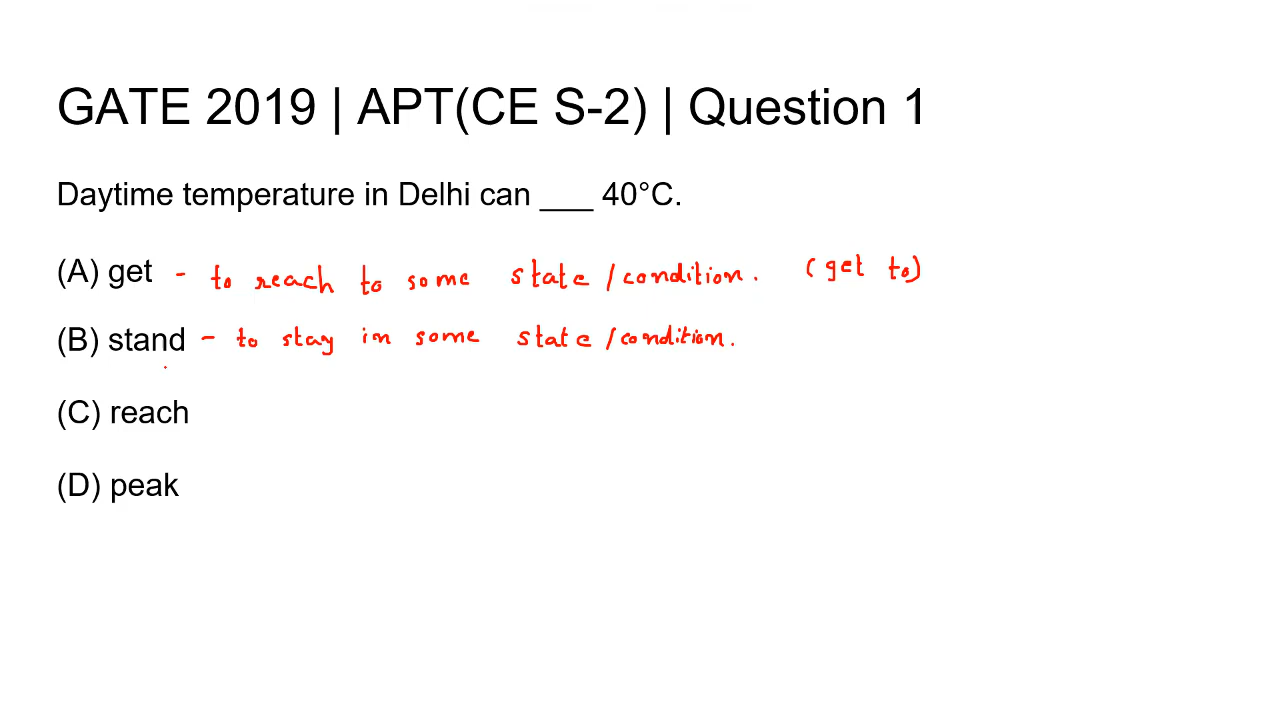 GATE 2019 | APT(CE S-2) | Question 1
Daytime temperature in Delhi can ___ 40°C.
(A) get - to reach to some state/condition. (get to)
(B) stand - to stay in some state/condition.
(C) reach
(D) peak